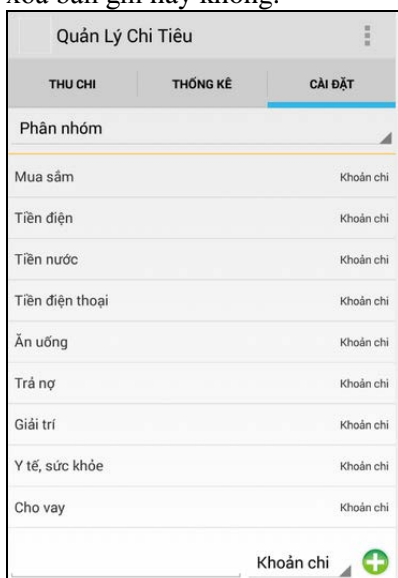 xoá bản ghi này không.
Quản Lý Chi Tiêu
THU CHI THỐNG KÊ CÀI ĐẶT
Phân nhóm
Mua sắm Khoản chi
Tiền điện Khoản chi
Tiền nước Khoản chi
Tiền điện thoại Khoản chi
Ăn uống Khoản chi
Trả nợ Khoản chi
Giải trí Khoản chi
Y tế, sức khỏe Khoản chi
Cho vay Khoản chi
Khoản chi